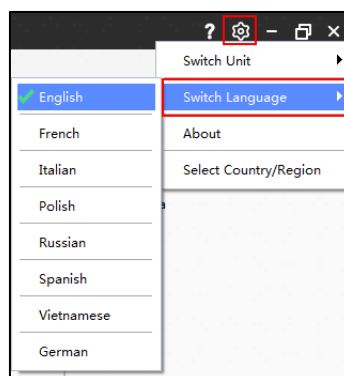 ?
Switch Unit
English
Switch Language
French
About
Italian
Select Country/Region
Polish
a
Russian
Spanish
Vietnamese
German